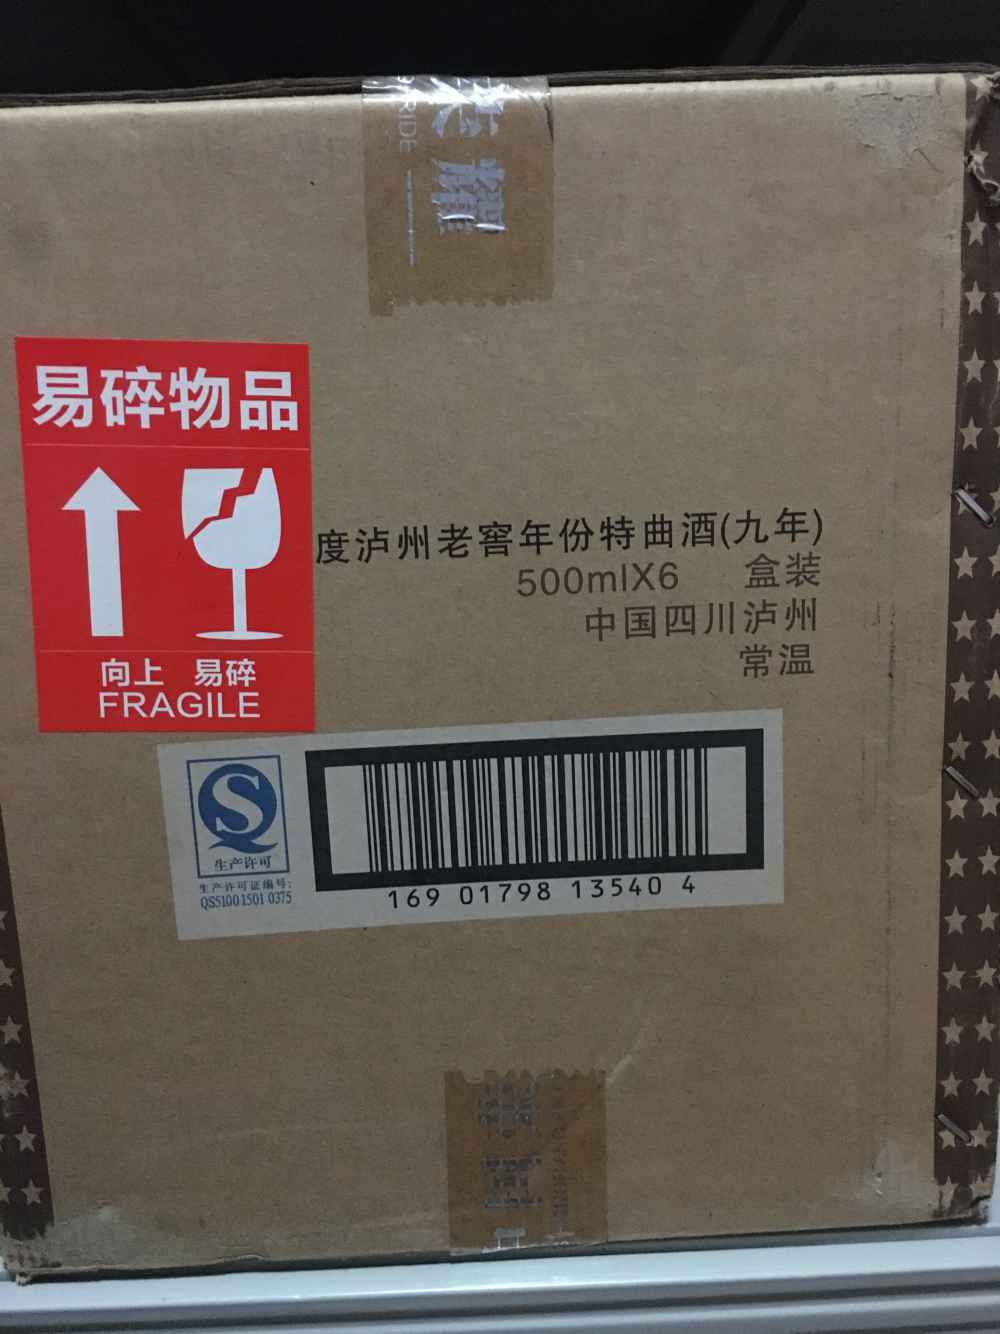 RIDE
耀
易碎物品
向上 易碎
FRAGILE
度泸州老窖年份特曲酒(九年)
500mlX6 盒装
中国四川泸州
常温
生产许可
生产许可证编号:
QS5100 1501 0375
169 01798 13540 4